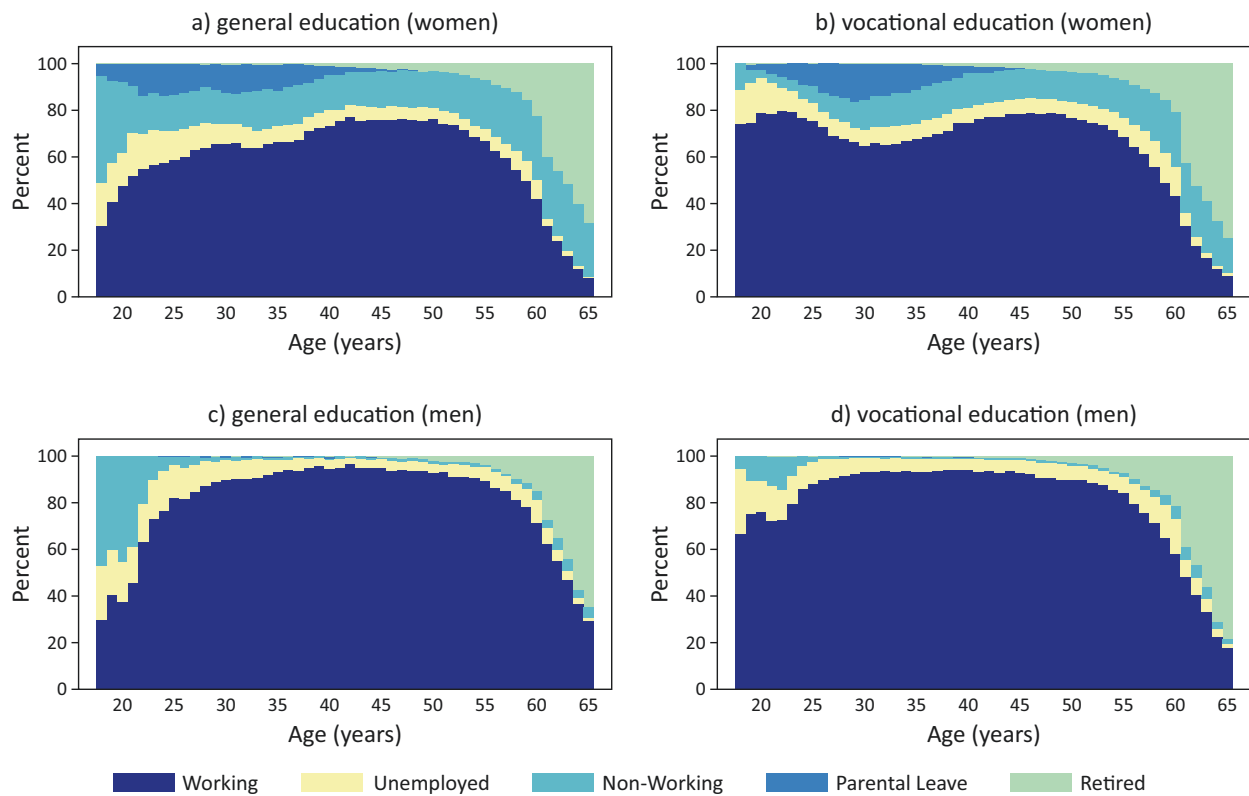 a) general education (women)
b) vocational education (women)
100
80
60
40
20
0
Percent
20 25 30 35 40 45 50 55 60 65
Age (years)
100
80
60
40
20
0
Percent
20 25 30 35 40 45 50 55 60 65
Age (years)
c) general education (men)
d) vocational education (men)
100
80
60
40
20
0
Percent
20 25 30 35 40 45 50 55 60 65
Age (years)
100
80
60
40
20
0
Percent
20 25 30 35 40 45 50 55 60 65
Age (years)
Working Unemployed Non-Working Parental Leave Retired